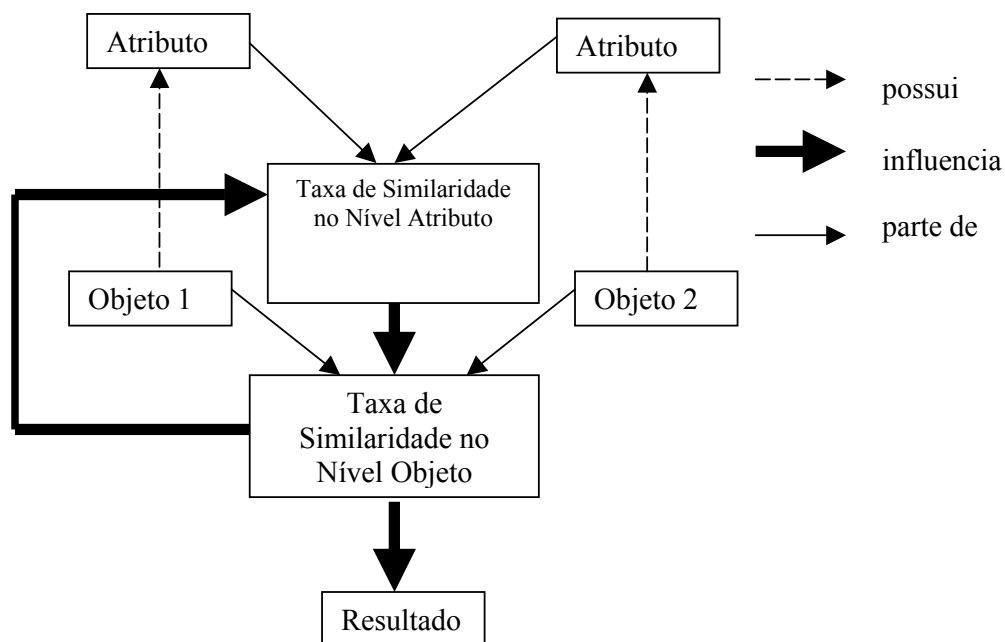 Atributo
Atributo
possui
influencia
parte de
Taxa de Similaridade
no Nível Atributo
Objeto 1
Objeto 2
Taxa de
Similaridade no
Nível Objeto
Resultado